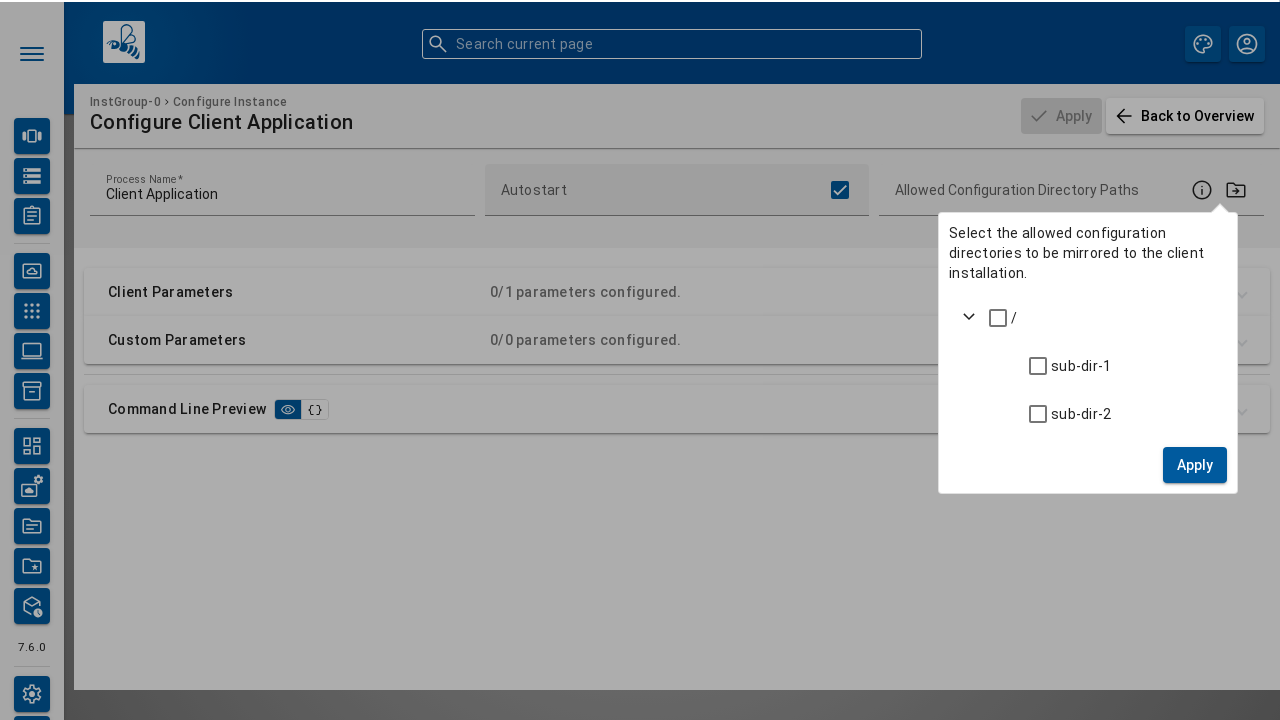 Search current page
InstGroup-0 › Configure Instance
Configure Client Application
Apply
Back to Overview
Process Name*
Client Application
Autostart
Allowed Configuration Directory Paths
Select the allowed configuration
directories to be mirrored to the client
installation.
/
sub-dir-1
sub-dir-2
Apply
Client Parameters
0/1 parameters configured.
Custom Parameters
0/0 parameters configured.
Command Line Preview
{}
7.6.0